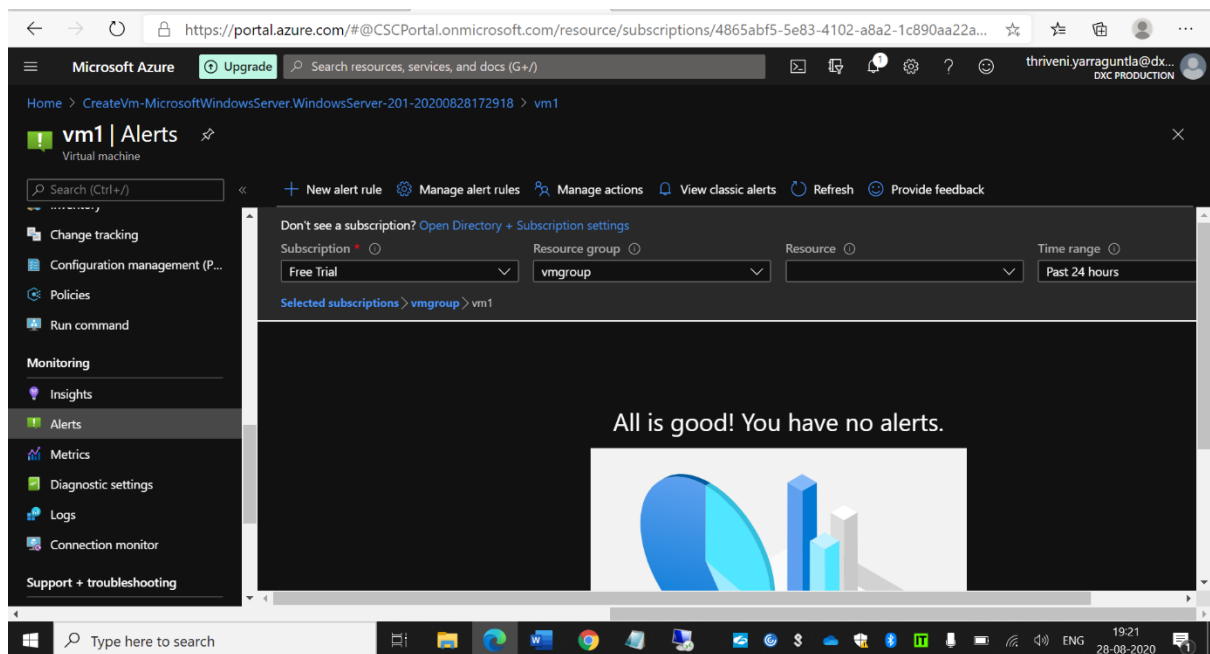 https://portal.azure.com/#@CSCPortal.onmicrosoft.com/resource/subscriptions/4865abf5-5e83-4102-a8a2-1c890aa22a...
Microsoft Azure
Upgrade
Search resources, services, and docs (G+/)
1
thriveni.yarraguntla@dx...
DXC PRODUCTION
Home > CreateVm-MicrosoftWindowsServer.WindowsServer-201-20200828172918 > vm1
vm1 | Alerts
Virtual machine
Search (Ctrl+/)
«
New alert rule Manage alert rules Manage actions View classic alerts Refresh Provide feedback
Inventory
Change tracking
Configuration management (P...
Policies
Run command
Monitoring
Insights
Alerts
Metrics
Diagnostic settings
Logs
Connection monitor
Support + troubleshooting
Don't see a subscription? Open Directory + Subscription settings
Subscription * Resource group Resource Time range
Free Trial vmgroup Past 24 hours
Selected subscriptions > vmgroup > vm1
All is good! You have no alerts.
Type here to search
ENG
19:21
28-08-2020
1